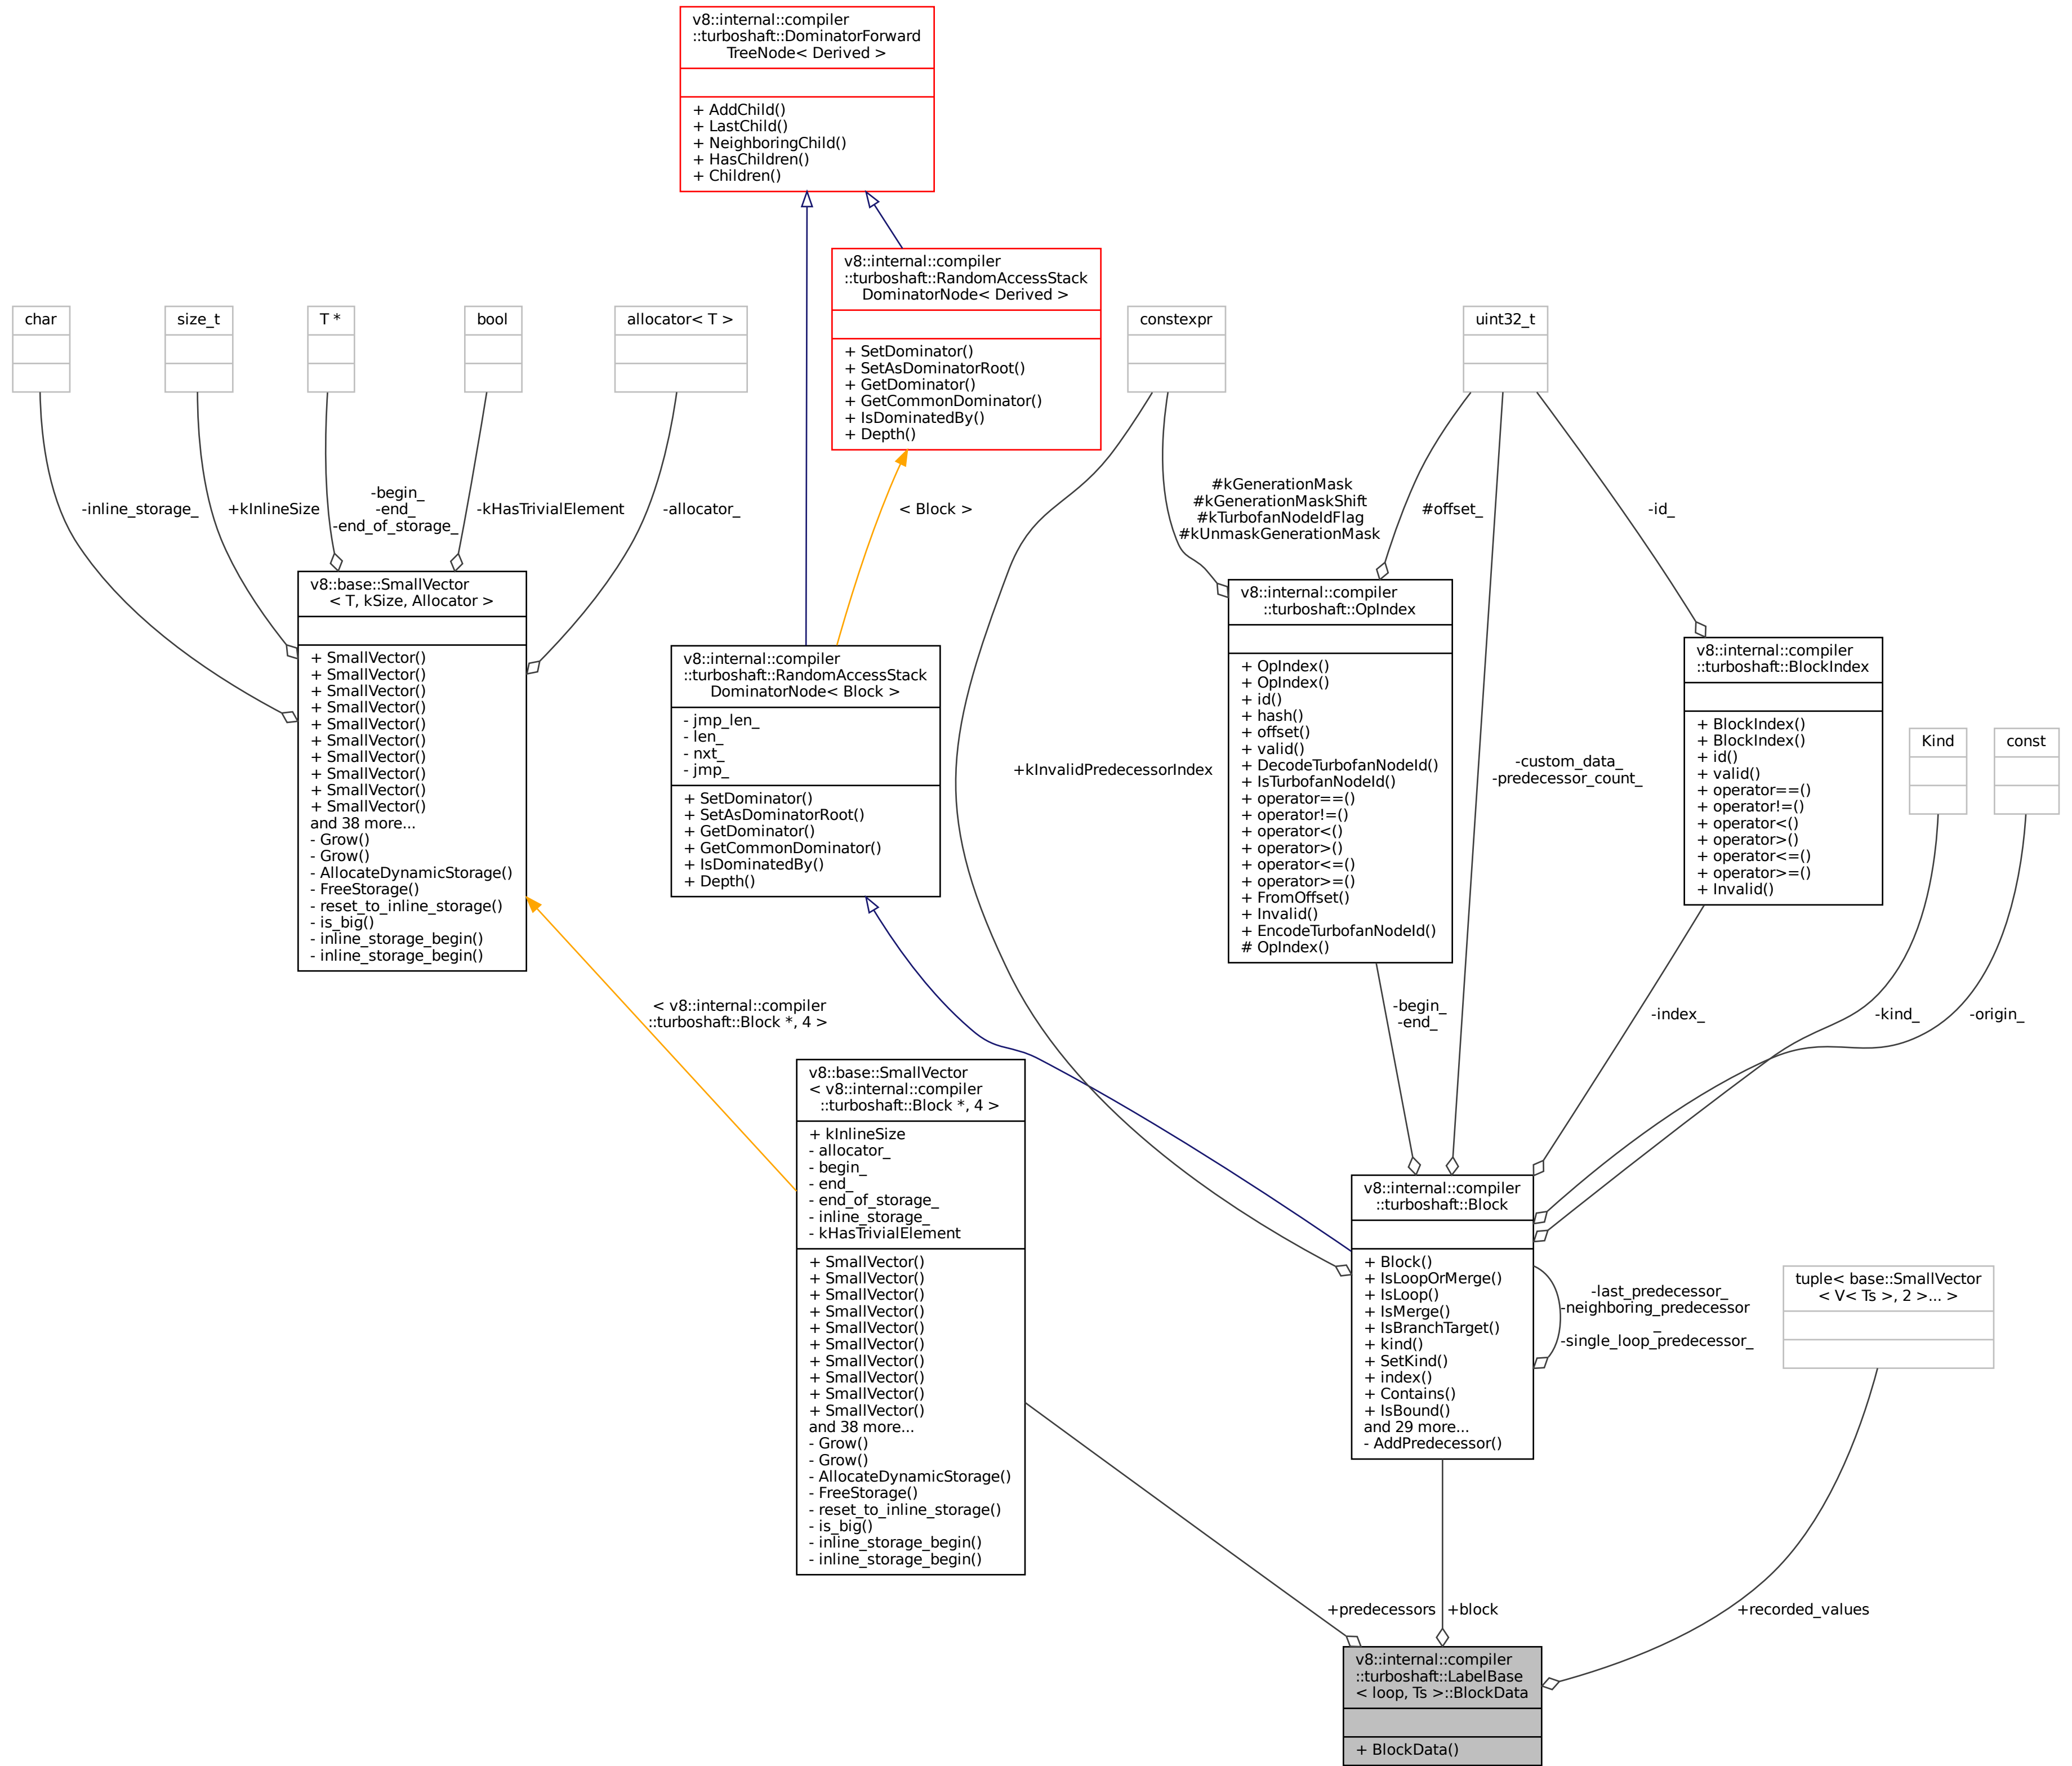 v8::internal::compiler
::turboshaft::DominatorForward
TreeNode< Derived >
+ AddChild()
+ LastChild()
+ NeighboringChild()
+ HasChildren()
+ Children()
v8::internal::compiler
::turboshaft::RandomAccessStack
DominatorNode< Derived >
+ SetDominator()
+ SetAsDominatorRoot()
+ GetDominator()
+ GetCommonDominator()
+ IsDominatedBy()
+ Depth()
char
size_t
T *
bool
allocator< T >
constexpr
uint32_t
-inline_storage_
+kInlineSize
-begin_
-end_
-end_of_storage_
-kHasTrivialElement
-allocator_
< Block >
#kGenerationMask
#kGenerationMaskShift
#kTurbofanNodeIdFlag
#kUnmaskGenerationMask
#offset_
-id_
v8::base::SmallVector
< T, kSize, Allocator >
+ SmallVector()
+ SmallVector()
+ SmallVector()
+ SmallVector()
+ SmallVector()
+ SmallVector()
+ SmallVector()
+ SmallVector()
+ SmallVector()
+ SmallVector()
and 38 more...
- Grow()
- Grow()
- AllocateDynamicStorage()
- FreeStorage()
- reset_to_inline_storage()
- is_big()
- inline_storage_begin()
- inline_storage_begin()
v8::internal::compiler
::turboshaft::RandomAccessStack
DominatorNode< Block >
- jmp_len_
- len_
- nxt_
- jmp_
+ SetDominator()
+ SetAsDominatorRoot()
+ GetDominator()
+ GetCommonDominator()
+ IsDominatedBy()
+ Depth()
+kInvalidPredecessorIndex
v8::internal::compiler
::turboshaft::OpIndex
+ OpIndex()
+ OpIndex()
+ id()
+ hash()
+ offset()
+ valid()
+ DecodeTurbofanNodeId()
+ IsTurbofanNodeId()
+ operator==()
+ operator!=()
+ operator<()
+ operator>()
+ operator<=()
+ operator>=()
+ FromOffset()
+ Invalid()
+ EncodeTurbofanNodeId()
# OpIndex()
-custom_data_
-predecessor_count_
v8::internal::compiler
::turboshaft::BlockIndex
+ BlockIndex()
+ BlockIndex()
+ id()
+ valid()
+ operator==()
+ operator!=()
+ operator<()
+ operator>()
+ operator<=()
+ operator>=()
+ Invalid()
Kind
const
< v8::internal::compiler
::turboshaft::Block *, 4 >
-begin_
-end_
-index_
-kind_
-origin_
v8::base::SmallVector
< v8::internal::compiler
::turboshaft::Block *, 4 >
+ kInlineSize
- allocator_
- begin_
- end_
- end_of_storage_
- inline_storage_
- kHasTrivialElement
+ SmallVector()
+ SmallVector()
+ SmallVector()
+ SmallVector()
+ SmallVector()
+ SmallVector()
+ SmallVector()
+ SmallVector()
+ SmallVector()
+ SmallVector()
and 38 more...
- Grow()
- Grow()
- AllocateDynamicStorage()
- FreeStorage()
- reset_to_inline_storage()
- is_big()
- inline_storage_begin()
- inline_storage_begin()
v8::internal::compiler
::turboshaft::Block
+ Block()
+ IsLoopOrMerge()
+ IsLoop()
+ IsMerge()
+ IsBranchTarget()
+ kind()
+ SetKind()
+ index()
+ Contains()
+ IsBound()
and 29 more...
- AddPredecessor()
-last_predecessor_
-neighboring_predecessor
_
-single_loop_predecessor_
tuple< base::SmallVector
< V< Ts >, 2 >... >
+predecessors
+block
+recorded_values
v8::internal::compiler
::turboshaft::LabelBase
< loop, Ts >::BlockData
+ BlockData()